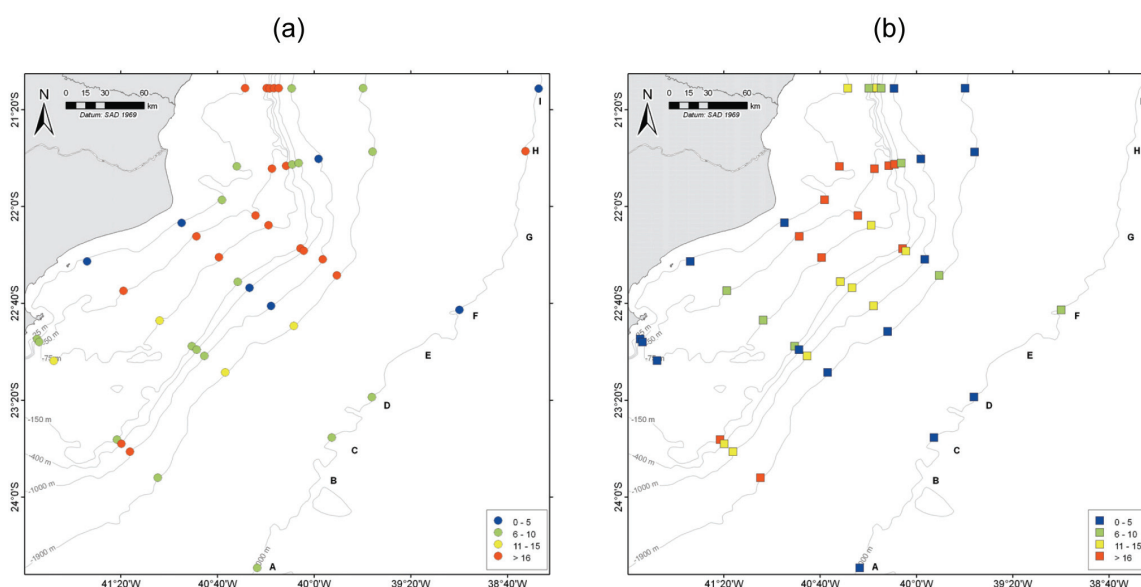 (a)
(b)
N
0 15 30 60
km
Datum: SAD 1969
21°20'S
22°0'S
22°40'S
23°20'S
24°0'S
41°20'W
40°40'W
40°0'W
39°20'W
38°40'W
I
H
G
F
E
D
C
B
A
-50 m
-75 m
-150 m
-400 m
-1000 m
-1900 m
0 - 5
6 - 10
11 - 15
> 16
N
0 15 30 60
km
Datum: SAD 1969
21°20'S
22°0'S
22°40'S
23°20'S
24°0'S
41°20'W
40°40'W
40°0'W
39°20'W
38°40'W
H
G
F
E
D
C
B
A
-50 m
-75 m
-150 m
-400 m
-1000 m
-1900 m
0 - 5
6 - 10
11 - 15
> 16